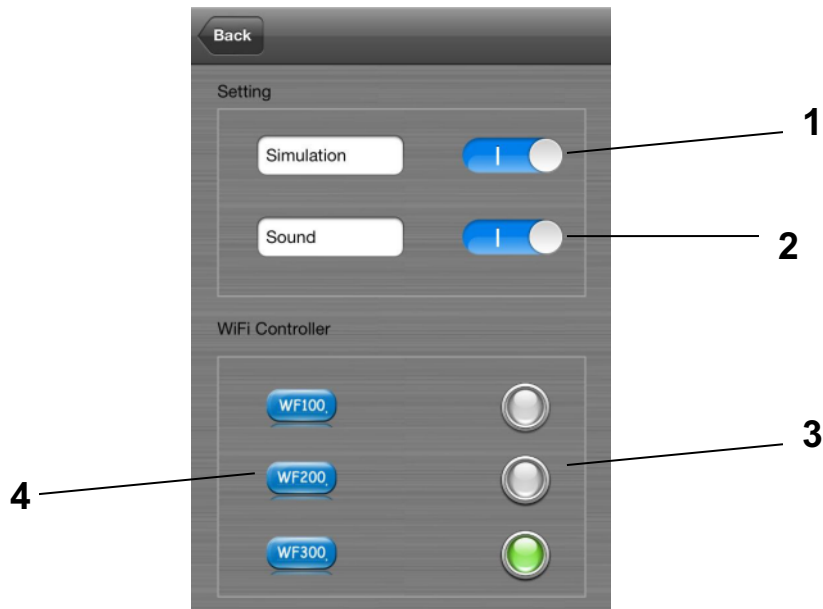 Back
Setting
Simulation
1
Sound
2
WiFi Controller
WF100.
3
4
WF200.
WF300.